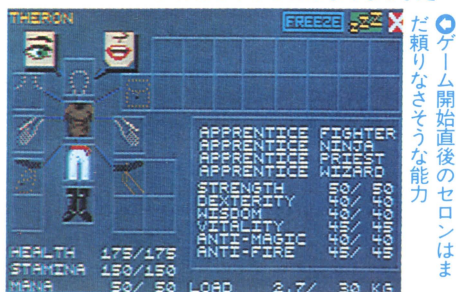 THERON
FREEZE
ZZZ
APPRENTICE FIGHTER
APPRENTICE NINJA
APPRENTICE PRIEST
APPRENTICE WIZARD
STRENGTH 50/ 50
DEXTERITY 40/ 40
WISDOM 40/ 40
VITALITY 45/ 45
ANTI-MAGIC 40/ 40
ANTI-FIRE 45/ 45
HEALTH 175/175
STAMINA 150/150
MANA 50/ 50 LOAD 2.7/ 30 KG
ゲーム開始直後のセロンはま
だ頼りなさそうな能力